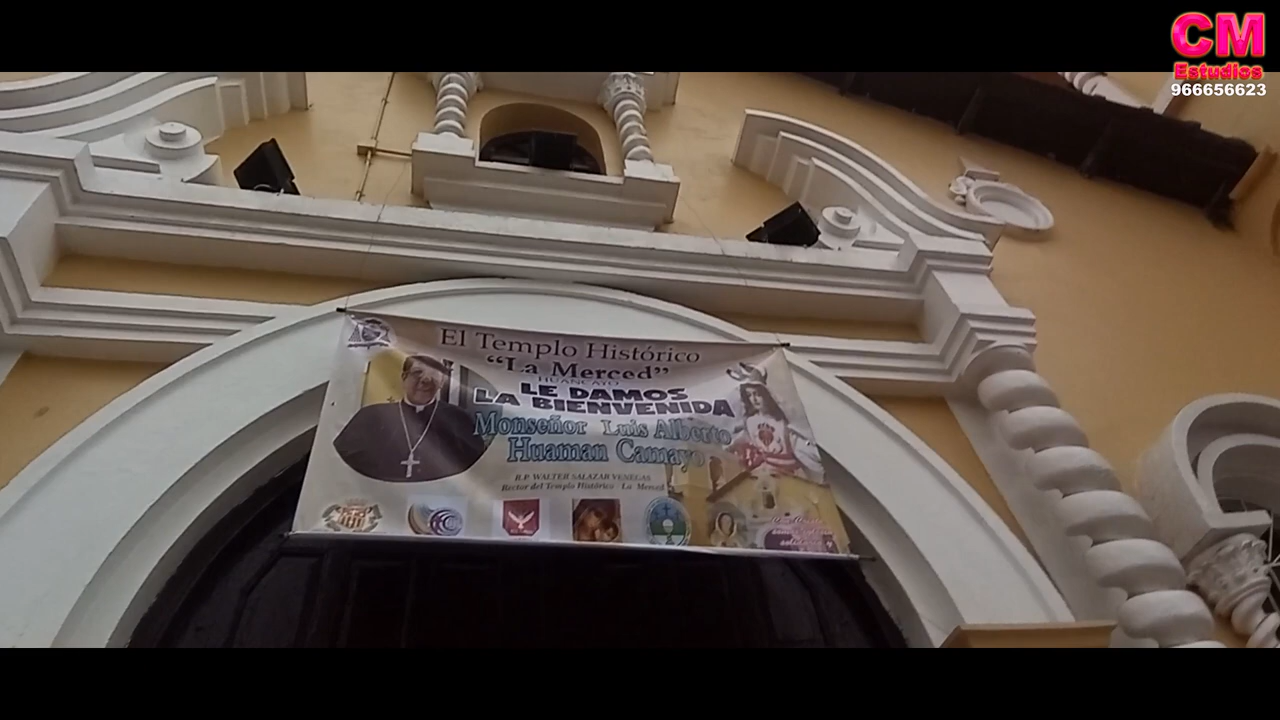 CM
Estudios
966656623
El Templo Histórico
“La Merced”
HUANCAYO
LE DAMOS
LA BIENVENIDA
Monseñor Luis Alberto
Huaman Camayo
R.P. WALTER SALAZAR VENEGAS
Rector del Templo Histórico La Merced